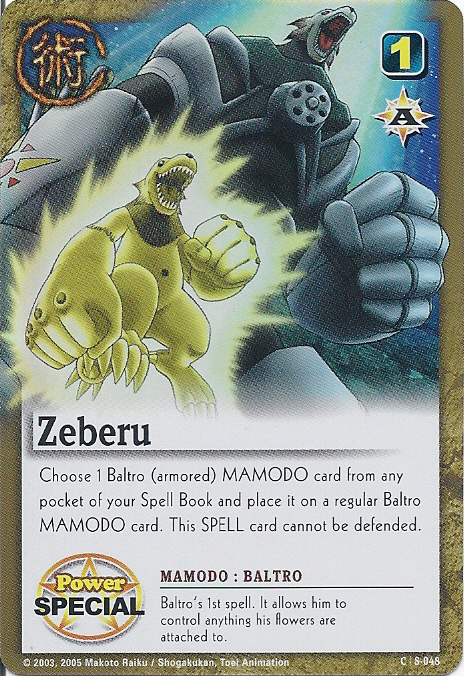 術
1
A
Zeberu
Choose 1 Baltro (armored) MAMODO card from any
pocket of your Spell Book and place it on a regular Baltro
MAMODO card. This SPELL card cannot be defended.
Power
SPECIAL
MAMODO : BALTRO
Baltro's 1st spell. It allows him to
control anything his flowers are
attached to.
© 2003, 2005 Makoto Raiku / Shogakukan, Toei Animation
C : S-048